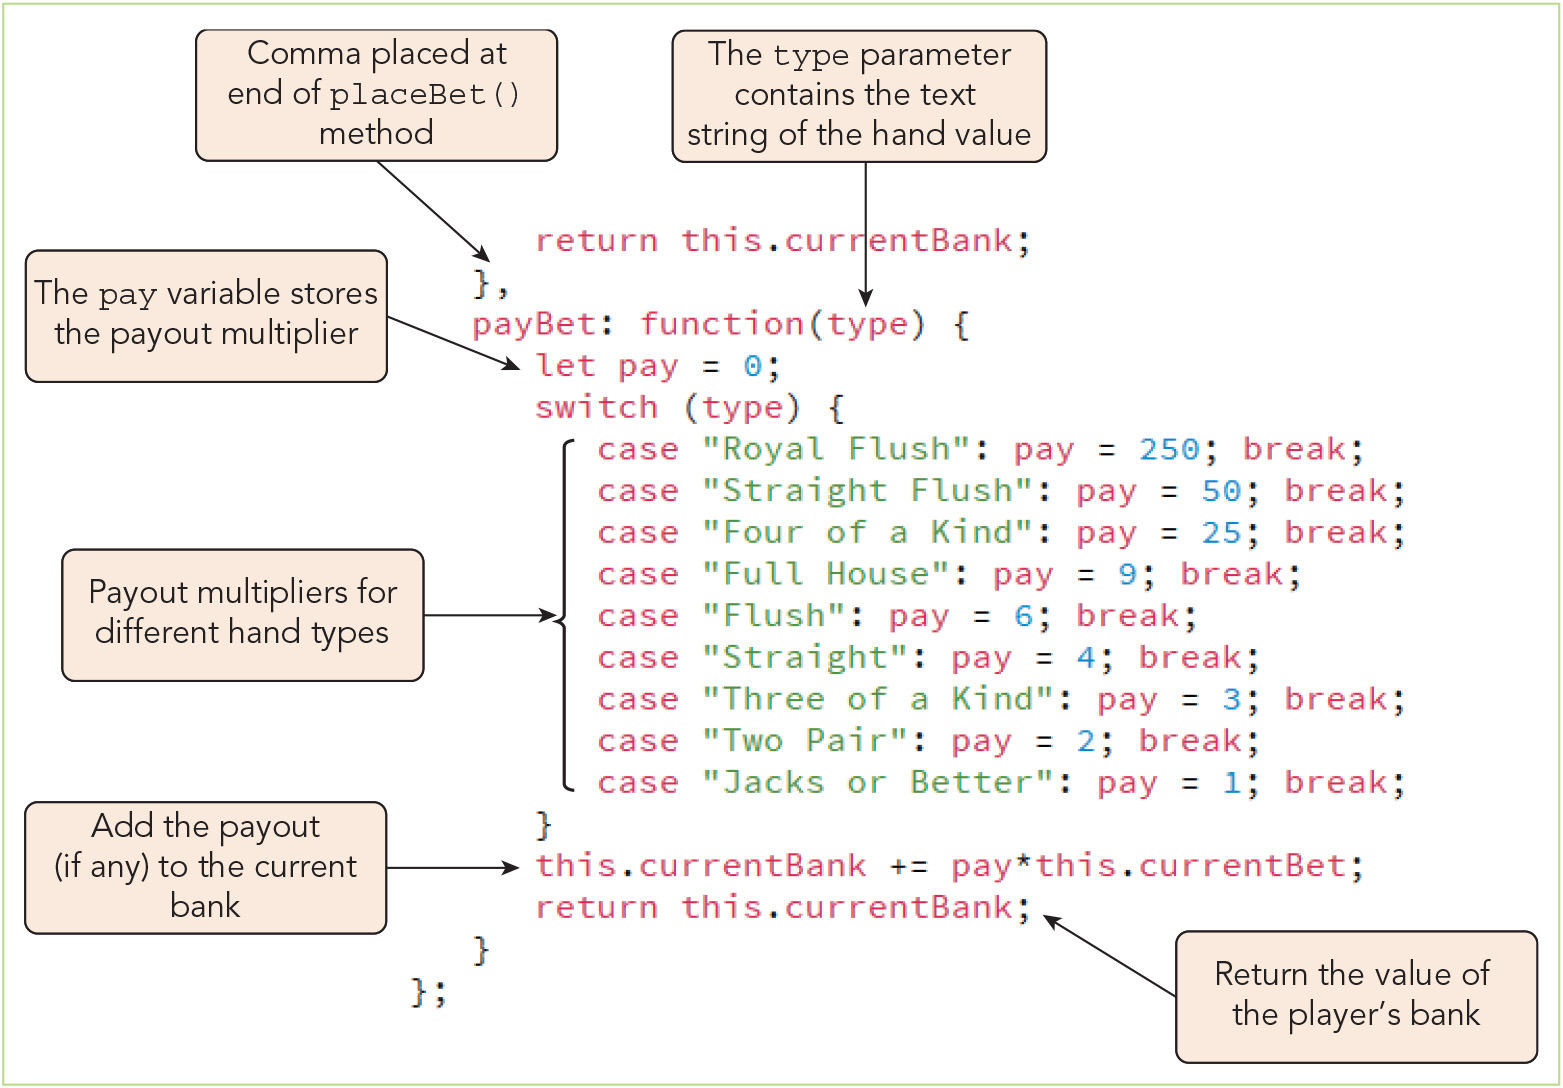 Comma placed at
end of placeBet()
method
The type parameter
contains the text
string of the hand value
The pay variable stores
the payout multiplier
Payout multipliers for
different hand types
Add the payout
(if any) to the current
bank
return this.currentBank;
},
payBet: function(type) {
let pay = 0;
switch (type) {
case "Royal Flush": pay = 250; break;
case "Straight Flush": pay = 50; break;
case "Four of a Kind": pay = 25; break;
case "Full House": pay = 9; break;
case "Flush": pay = 6; break;
case "Straight": pay = 4; break;
case "Three of a Kind": pay = 3; break;
case "Two Pair": pay = 2; break;
case "Jacks or Better": pay = 1; break;
}
this.currentBank += pay*this.currentBet;
return this.currentBank;
}
};
Return the value of
the player’s bank